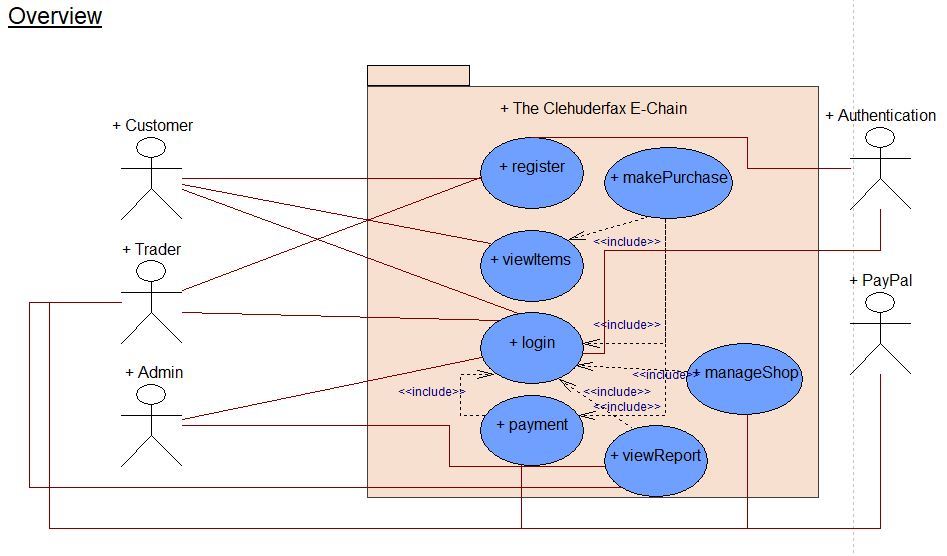 Overview
+ The Clehuderfax E-Chain
+ Customer
+ Authentication
+ register
+ makePurchase
<<include>>
+ Trader
+ viewItems
+ PayPal
<<include>>
+ login
+ Admin
<<include>>
+ manageShop
<<include>>
<<include>>
<<include>>
+ payment
+ viewReport